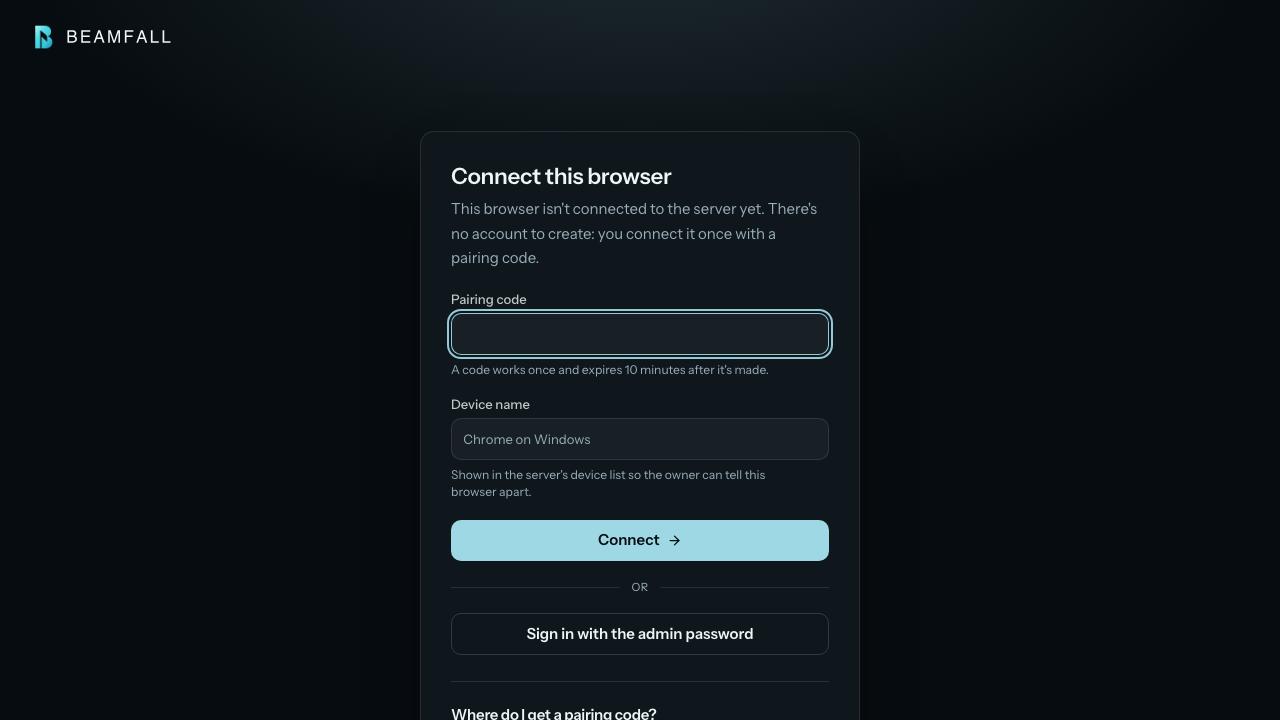 BEAMFALL
Connect this browser
This browser isn't connected to the server yet. There's
no account to create: you connect it once with a
pairing code.
Pairing code
A code works once and expires 10 minutes after it's made.
Device name
Chrome on Windows
Shown in the server's device list so the owner can tell this
browser apart.
Connect →
OR
Sign in with the admin password
Where do I get a pairing code?